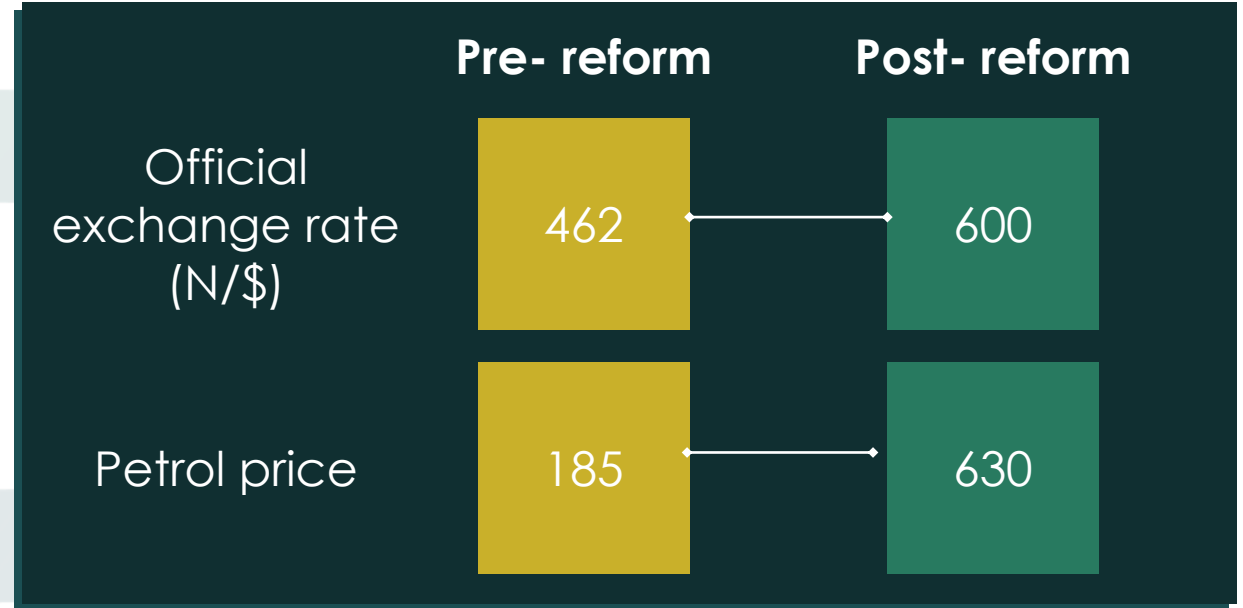 Pre- reform
Post- reform
Official
exchange rate
(N/$)
462
600
Petrol price
185
630